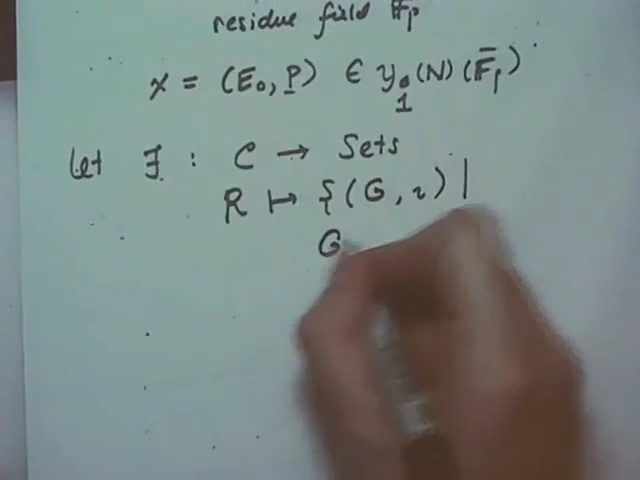 residue field F̅p
x = (E₀, P) ∈ Y₁(N)(F̅p)
Let F : C → Sets
R ↦ {(G, ι) |
G